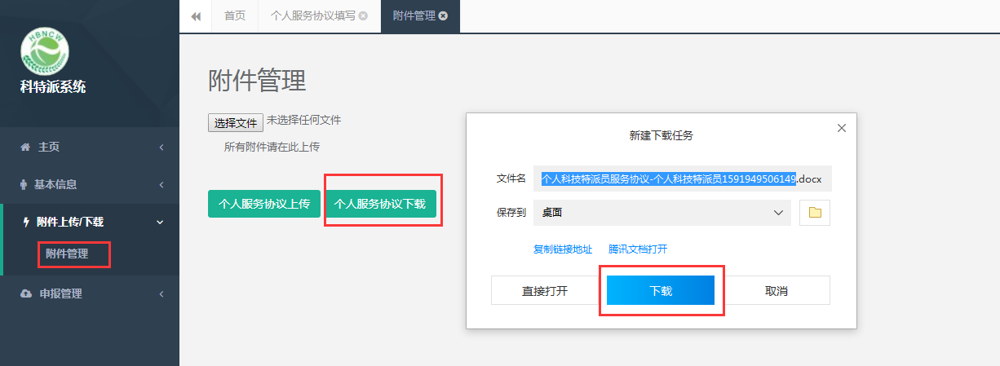 HBNCW
科特派系统
主页
基本信息
附件上传/下载
附件管理
申报管理
首页
个人服务协议填写
附件管理
附件管理
选择文件 未选择任何文件
所有附件请在此上传
个人服务协议上传 个人服务协议下载
新建下载任务
文件名 个人科技特派员服务协议-个人科技特派员1591949506149.docx
保存到 桌面
复制链接地址 腾讯文档打开
直接打开 下载 取消